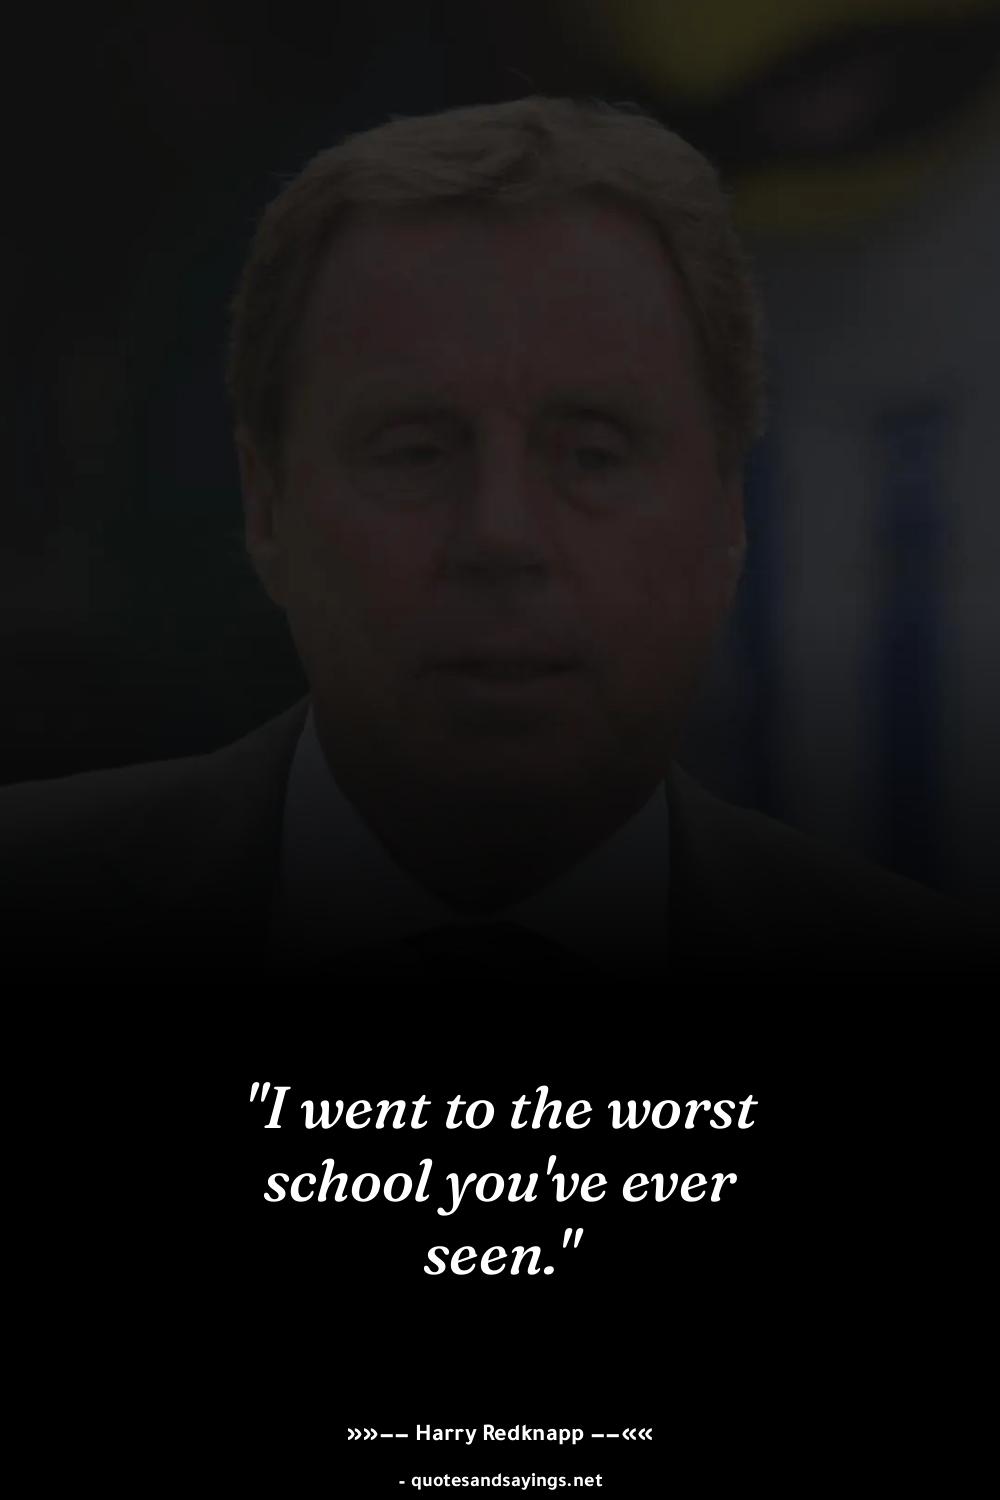 "I went to the worst
school you've ever
seen."
»»−− Harry Redknapp −−««
- quotesandsayings.net